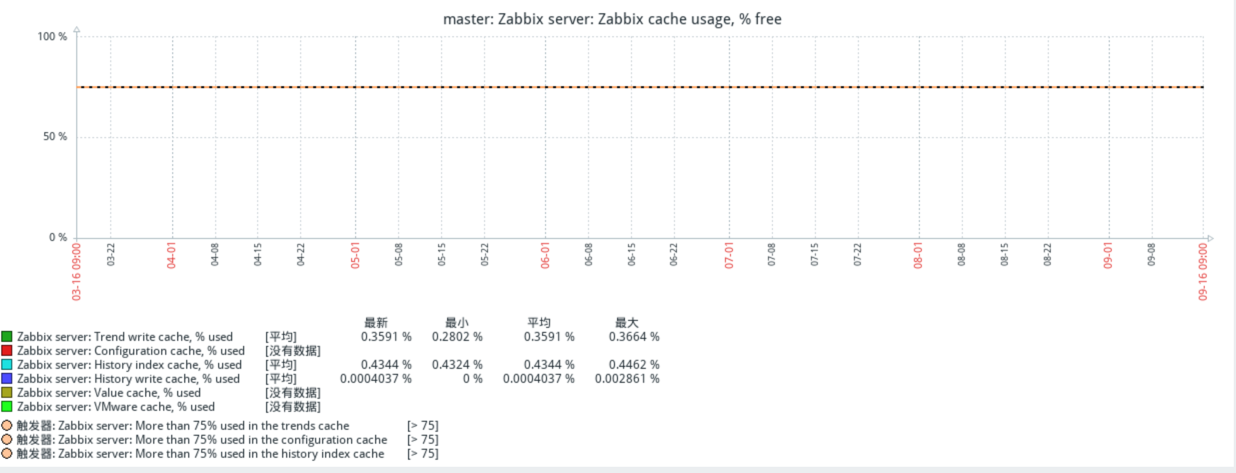 master: Zabbix server: Zabbix cache usage, % free
100 %
50 %
0 %
03-16 09:00 03-22 04-01 04-08 04-15 04-22 05-01 05-08 05-15 05-22 06-01 06-08 06-15 06-22 07-01 07-08 07-15 07-22 08-01 08-08 08-15 08-22 09-01 09-08 09-16 09:00
最新 最小 平均 最大
Zabbix server: Trend write cache, % used [平均] 0.3591 % 0.2802 % 0.3591 % 0.3664 %
Zabbix server: Configuration cache, % used [没有数据]
Zabbix server: History index cache, % used [平均] 0.4344 % 0.4324 % 0.4344 % 0.4462 %
Zabbix server: History write cache, % used [平均] 0.0004037 % 0 % 0.0004037 % 0.002861 %
Zabbix server: Value cache, % used [没有数据]
Zabbix server: VMware cache, % used [没有数据]
触发器: Zabbix server: More than 75% used in the trends cache [> 75]
触发器: Zabbix server: More than 75% used in the configuration cache [> 75]
触发器: Zabbix server: More than 75% used in the history index cache [> 75]